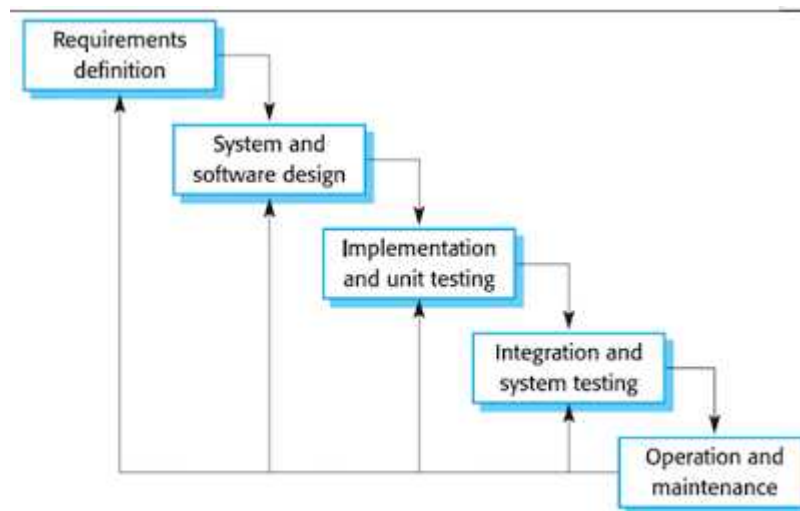 Requirements
definition
System and
software design
Implementation
and unit testing
Integration and
system testing
Operation and
maintenance